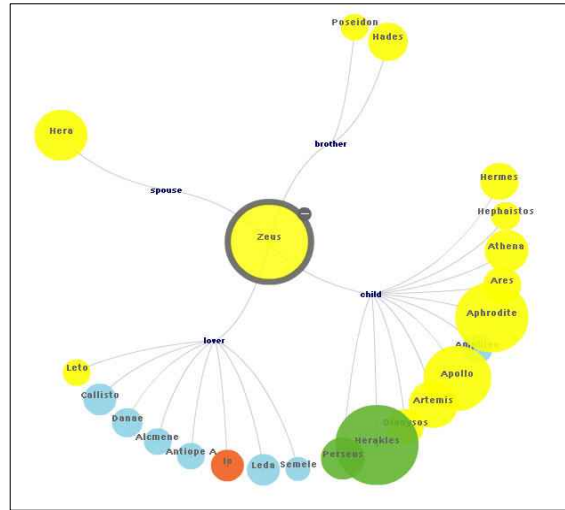 Poseidon
Hades
Hera
brother
spouse
Hermes
Hephaistos
Zeus
Athena
Ares
child
Aphrodite
lover
Leto
Apollo
Callisto
Artemis
Danae
Dionysos
Alcmene
Herakles
Antiope A
Perseus
Io
Leda
Semele